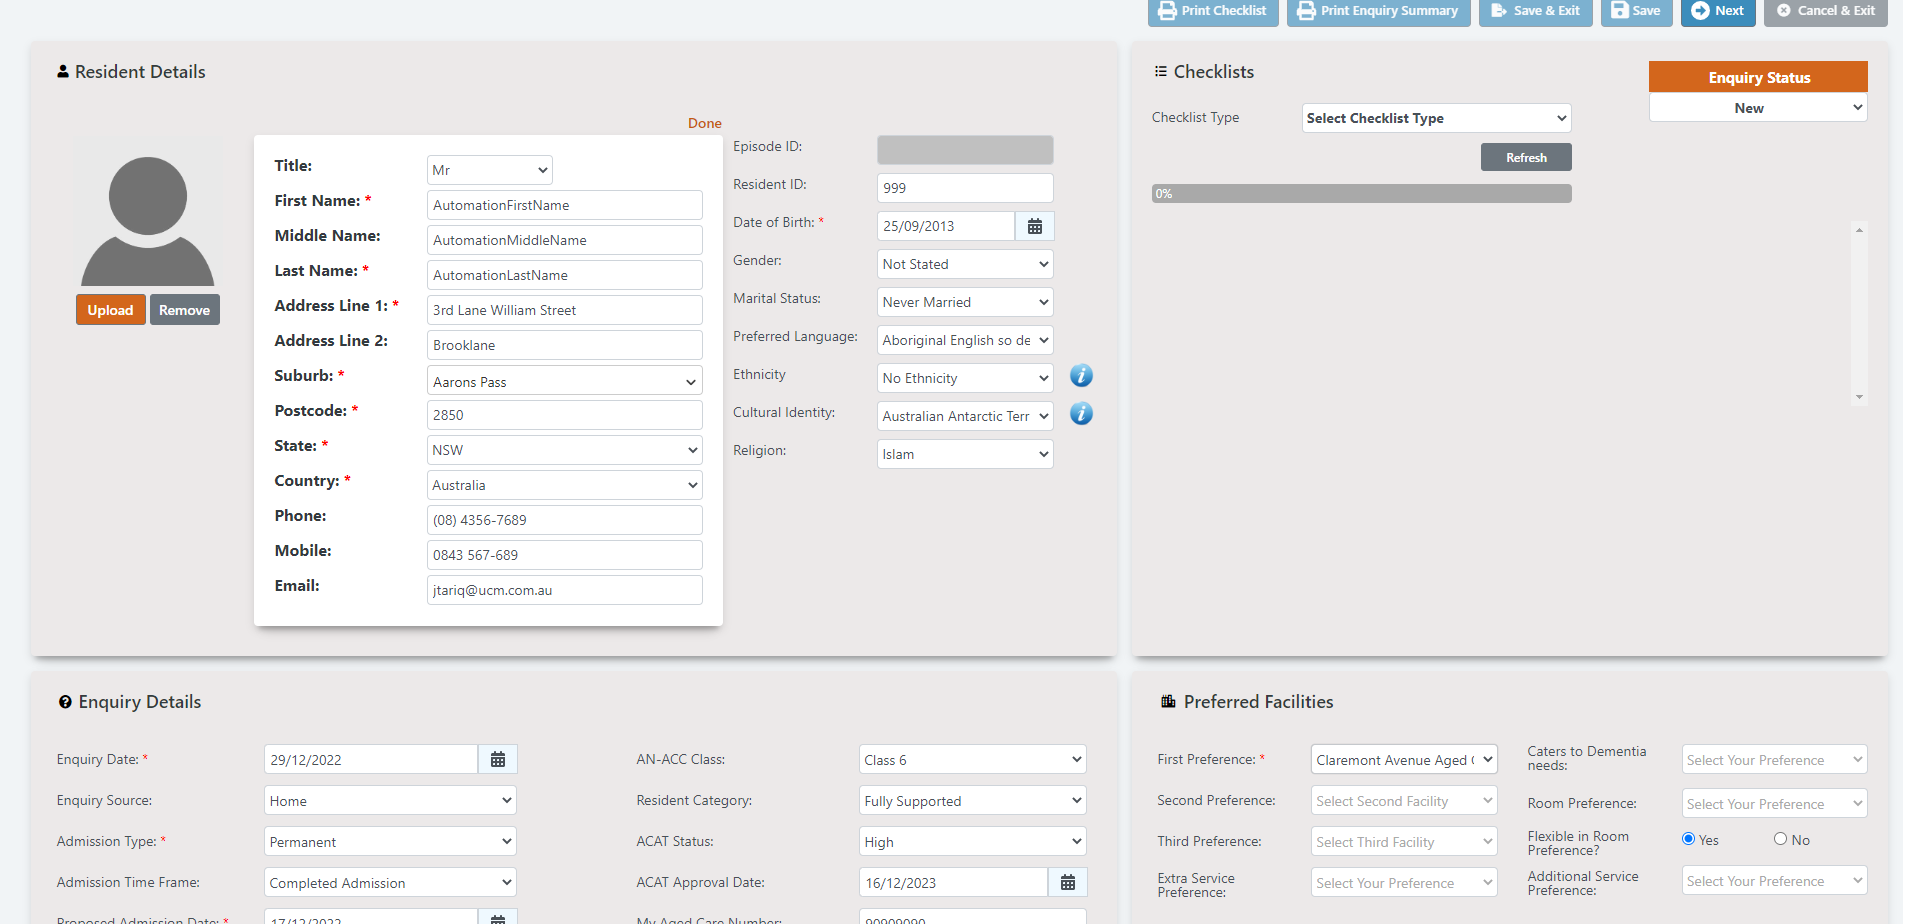 Print Checklist
Print Enquiry Summary
Save & Exit
Save
Next
Cancel & Exit
Resident Details
Done
Upload
Remove
Title:
Mr
First Name: *
AutomationFirstName
Middle Name:
AutomationMiddleName
Last Name: *
AutomationLastName
Address Line 1: *
3rd Lane William Street
Address Line 2:
Brooklane
Suburb: *
Aarons Pass
Postcode: *
2850
State: *
NSW
Country: *
Australia
Phone:
(08) 4356-7689
Mobile:
0843 567-689
Email:
jtariq@ucm.com.au
Episode ID:
Resident ID:
999
Date of Birth: *
25/09/2013
Gender:
Not Stated
Marital Status:
Never Married
Preferred Language:
Aboriginal English so de
Ethnicity
No Ethnicity
i
Cultural Identity:
Australian Antarctic Terr
i
Religion:
Islam
Checklists
Enquiry Status
New
Checklist Type
Select Checklist Type
Refresh
0%
Enquiry Details
Enquiry Date: *
29/12/2022
Enquiry Source:
Home
Admission Type: *
Permanent
Admission Time Frame:
Completed Admission
Proposed Admission Date: *
17/12/2022
AN-ACC Class:
Class 6
Resident Category:
Fully Supported
ACAT Status:
High
ACAT Approval Date:
16/12/2023
My Aged Care Number:
90909090
Preferred Facilities
First Preference: *
Claremont Avenue Aged
Second Preference:
Select Second Facility
Third Preference:
Select Third Facility
Extra Service
Preference:
Select Your Preference
Caters to Dementia
needs:
Select Your Preference
Room Preference:
Select Your Preference
Flexible in Room
Preference?
Yes
No
Additional Service
Preference:
Select Your Preference